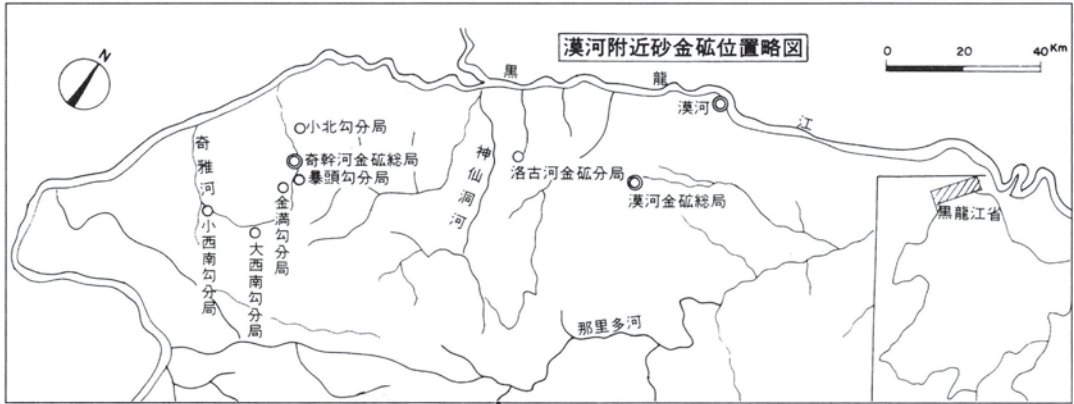 漠河附近砂金砿位置略図
0 20 40 Km
N
黒龍江
漠河
小北勾分局
奇雅河
奇幹河金砿総局
暴頭勾分局
神仙洞河
洛古河金砿分局
漠河金砿総局
金満勾分局
小西南勾分局
大西南勾分局
那里多河
黒龍江省